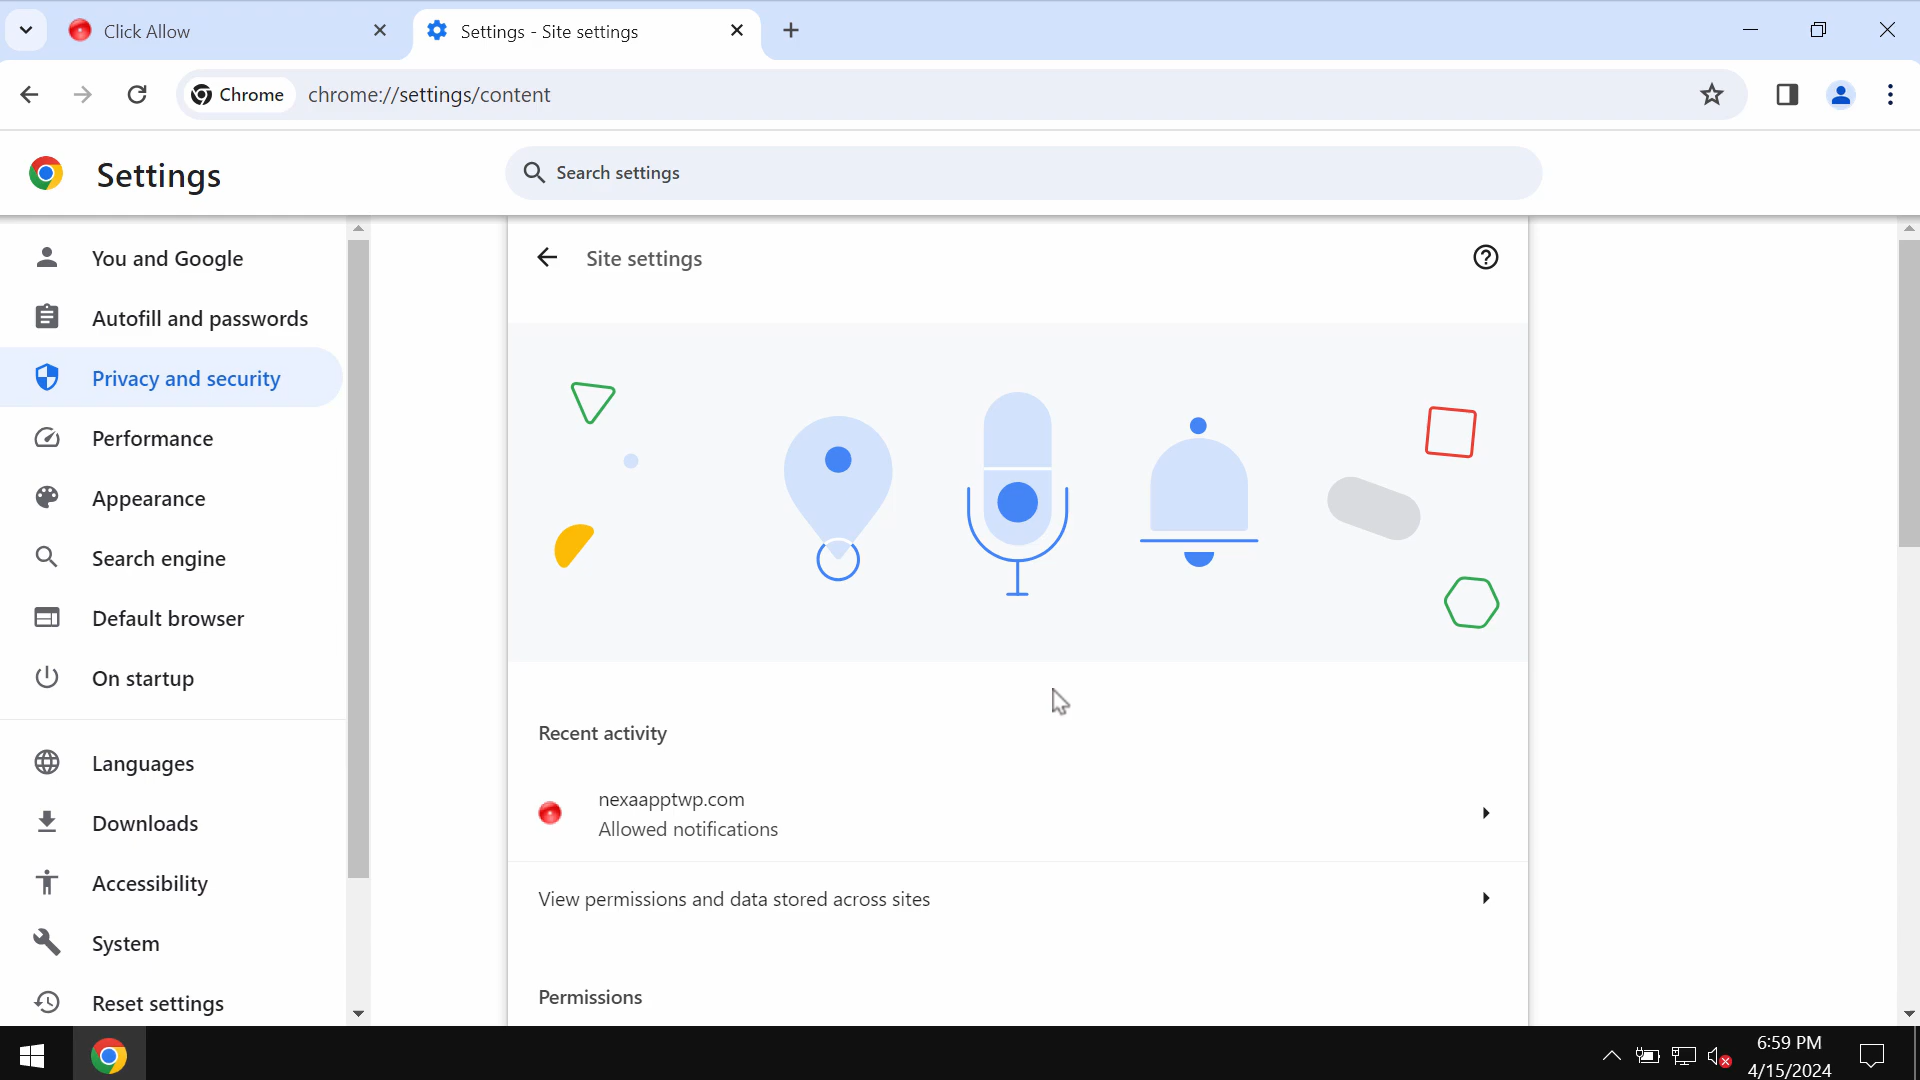 Click Allow
Settings - Site settings
Chrome
chrome://settings/content
Settings
Search settings
You and Google
Autofill and passwords
Privacy and security
Performance
Appearance
Search engine
Default browser
On startup
Languages
Downloads
Accessibility
System
Reset settings
Site settings
Recent activity
nexaapptwp.com
Allowed notifications
View permissions and data stored across sites
Permissions
6:59 PM
4/15/2024